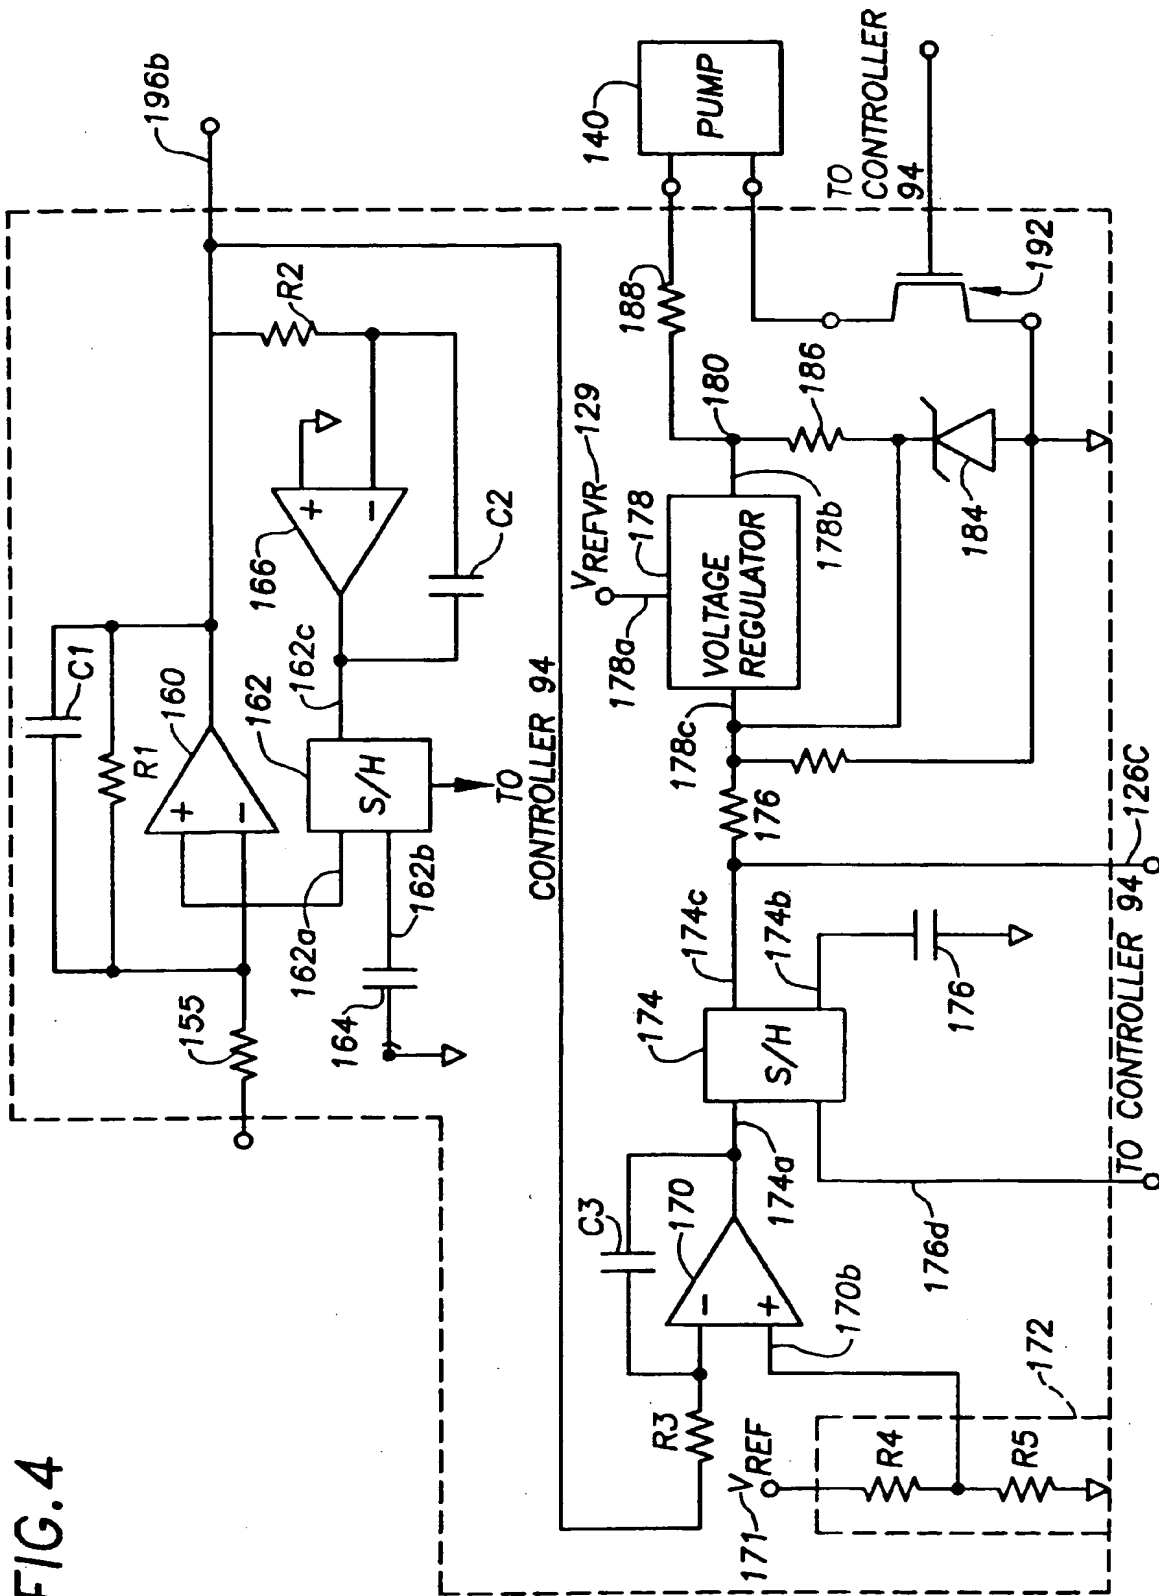 FIG.4
C1
R1
160
+
-
155
162a
162
162c
S/H
164
162b
TO
CONTROLLER 94
166
+
-
R2
C2
196b
140
PUMP
TO
CONTROLLER
94
188
192
VREFVR
129
178
178a
VOLTAGE
REGULATOR
178b
178c
180
186
184
176
126C
174
174c
S/H
174b
176
174a
176d
TO CONTROLLER 94
C3
170
-
+
170b
R3
171
VREF
172
R4
R5